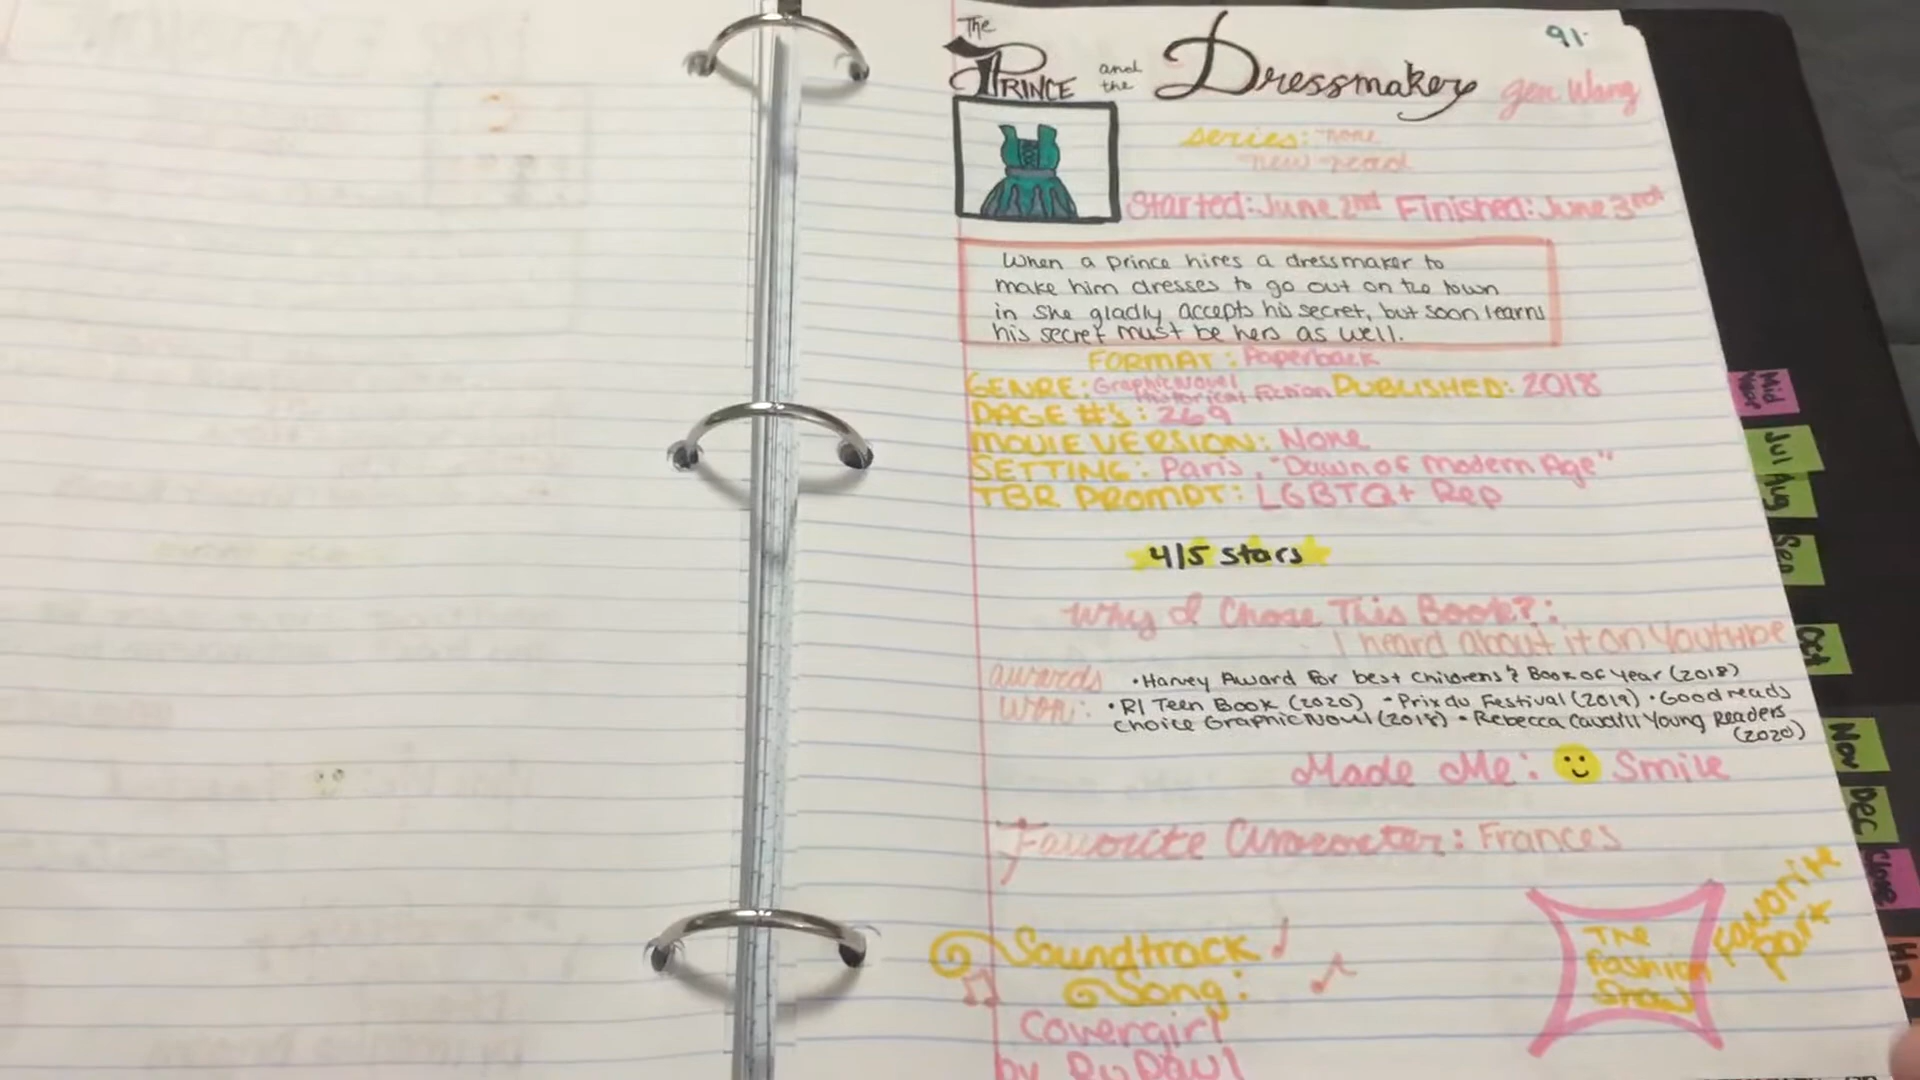 91.
The
PRINCE and the Dressmaker Jen Wang
series: none
new read
Started: June 2nd Finished: June 3rd
When a prince hires a dressmaker to
make him dresses to go out on the town
in she gladly accepts his secret, but soon learns
his secret must be hers as well.
FORMAT: Paperback
GENRE: Graphic Novel Historical Fiction PUBLISHED: 2018
PAGE #'s: 269
MOVIE VERSION: None
SETTING: Paris, "Dawn of Modern Age"
TBR PROMPT: LGBTQ+ Rep
4/5 stars
Why I Chose This Book?:
I heard about it on Youtube
awards won:
• Harvey Award for best Childrens Book of Year (2018)
• RI Teen Book (2020) - Prix du Festival (2019) • Goodreads
Choice Graphic Novel (2018) • Rebecca Caudill Young Readers
(2020)
Made Me: Smile
Favorite Character: Frances
Soundtrack
Song:
Covergirl
by RuPaul
The
Fashion
Show
Favorite
part
Mid
Year
Jul
Aug
Sep
Oct
Nov
Dec